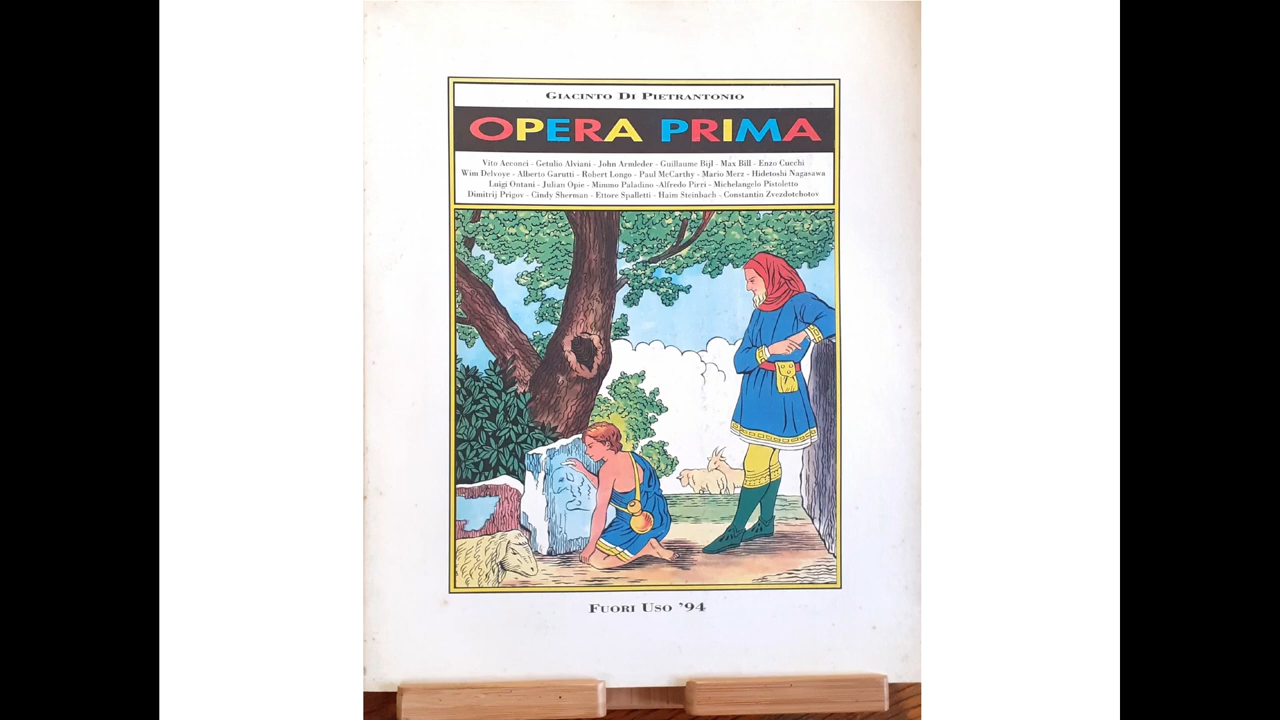 Giacinto Di Pietrantonio
OPERA PRIMA
Vito Acconci - Getulio Alviani - John Armleder - Guillaume Bijl - Max Bill - Enzo Cucchi
Wim Delvoye - Alberto Garutti - Robert Longo - Paul McCarthy - Mario Merz - Hidetoshi Nagasawa
Luigi Ontani - Julian Opie - Mimmo Paladino -Alfredo Pirri - Michelangelo Pistoletto
Dimitrij Prigov - Cindy Sherman - Ettore Spalletti - Haim Steinbach - Constantin Zvezdotchotov
Fuori Uso '94